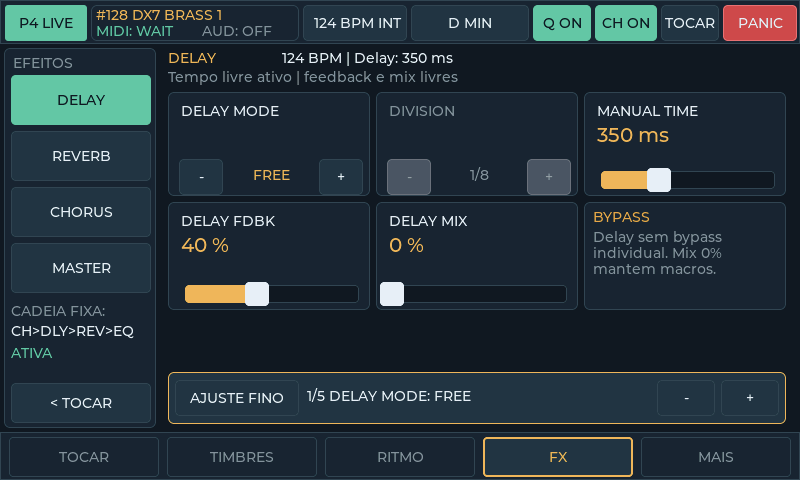 P4 LIVE
#128 DX7 BRASS 1
MIDI: WAIT AUD: OFF
124 BPM INT
D MIN
Q ON
CH ON
TOCAR
PANIC
EFEITOS
DELAY
REVERB
CHORUS
MASTER
CADEIA FIXA:
CH>DLY>REV>EQ
ATIVA
< TOCAR
DELAY 124 BPM | Delay: 350 ms
Tempo livre ativo | feedback e mix livres
DELAY MODE
- FREE +
DIVISION
- 1/8 +
MANUAL TIME
350 ms
DELAY FDBK
40 %
DELAY MIX
0 %
BYPASS
Delay sem bypass
individual. Mix 0%
mantem macros.
AJUSTE FINO 1/5 DELAY MODE: FREE - +
TOCAR
TIMBRES
RITMO
FX
MAIS